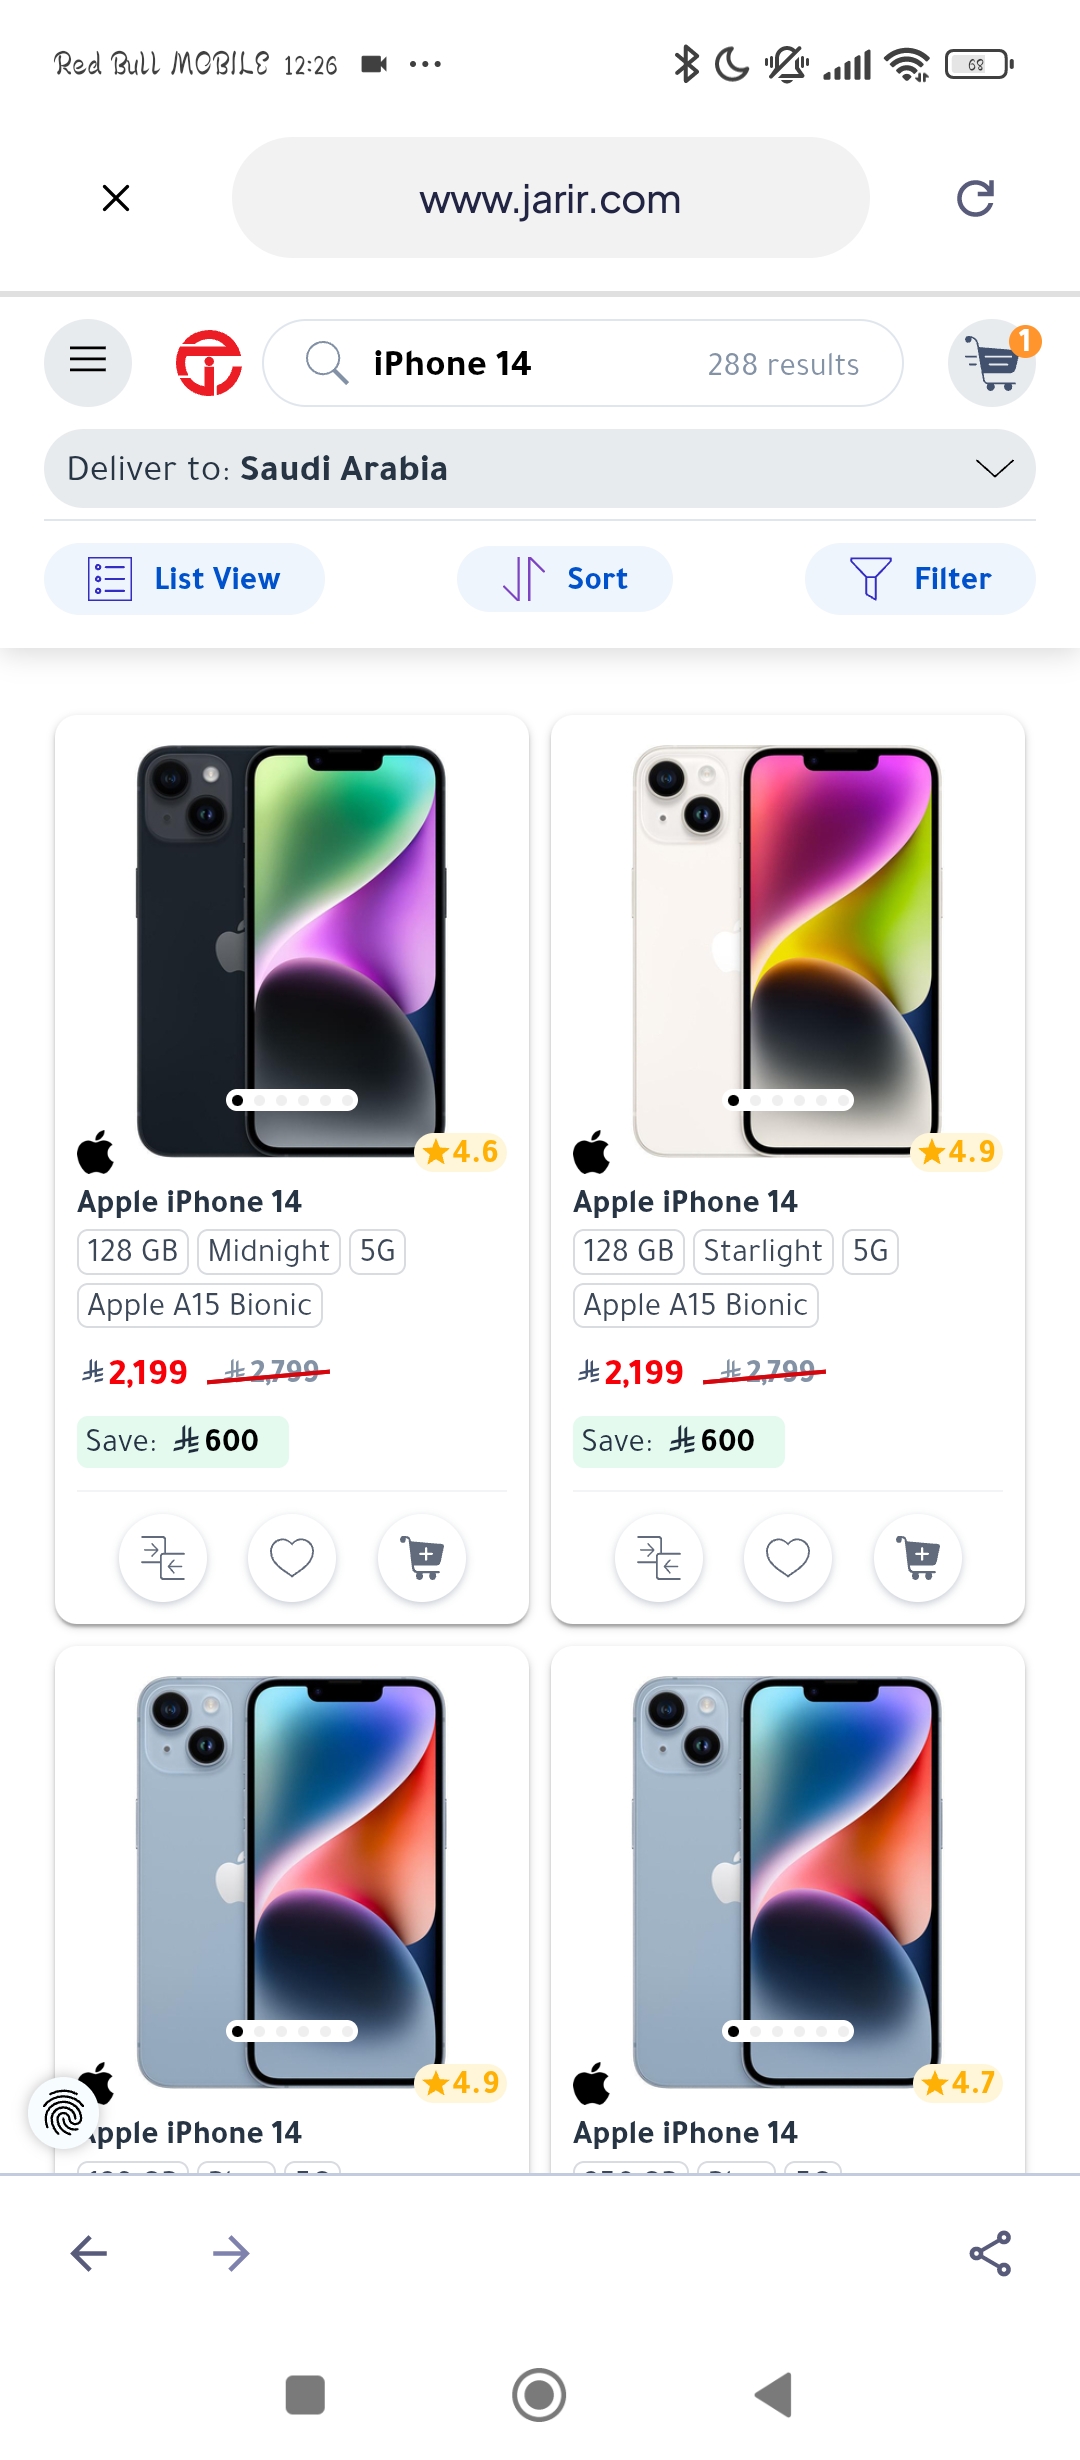 Red Bull MOBILE 12:26
68
www.jarir.com
iPhone 14 288 results
1
Deliver to: Saudi Arabia
List View Sort Filter
4.6 4.9
Apple iPhone 14 Apple iPhone 14
128 GB Midnight 5G 128 GB Starlight 5G
Apple A15 Bionic Apple A15 Bionic
2,199 2,799 2,199 2,799
Save: 600 Save: 600
4.9 4.7
Apple iPhone 14 Apple iPhone 14